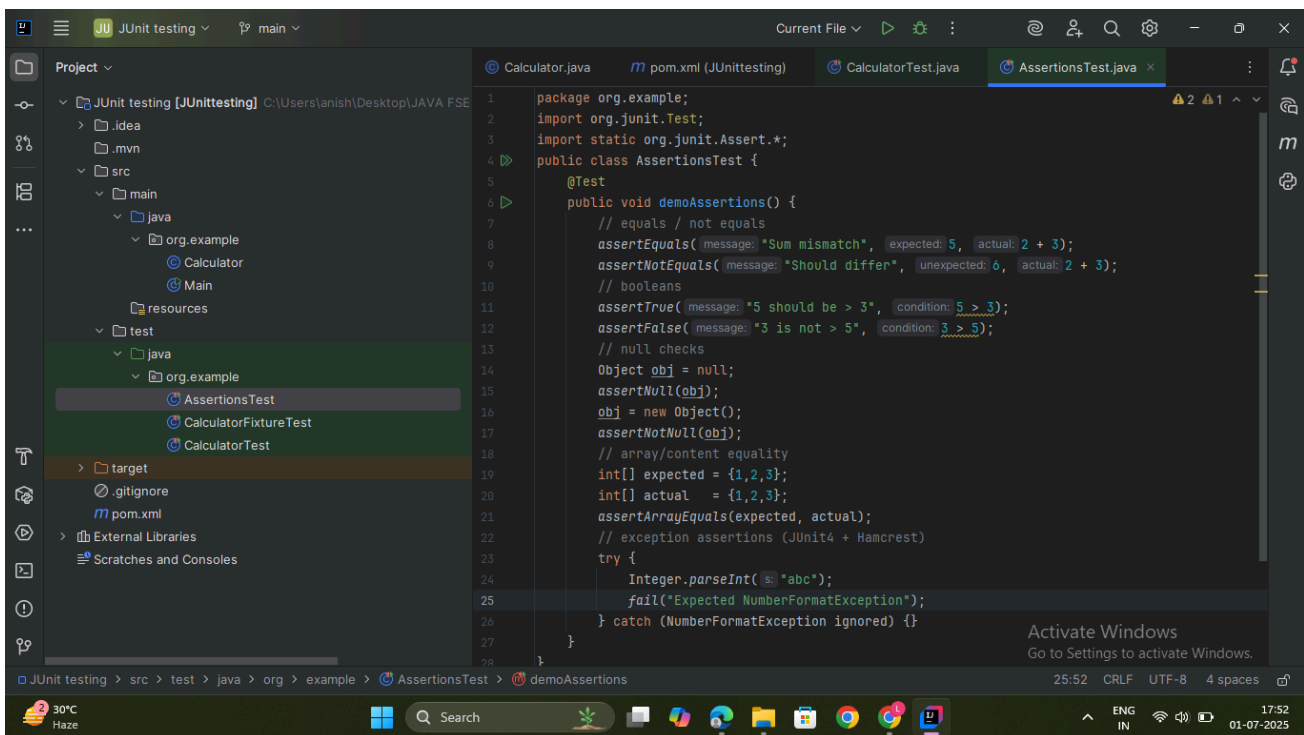 JU JUnit testing main Current File
Project
Calculator.java m pom.xml (JUnittesting) CalculatorTest.java AssertionsTest.java
JUnit testing [JUnittesting] C:\Users\anish\Desktop\JAVA FSE
.idea
.mvn
src
main
java
org.example
Calculator
Main
resources
test
java
org.example
AssertionsTest
CalculatorFixtureTest
CalculatorTest
target
.gitignore
m pom.xml
External Libraries
Scratches and Consoles
2 1
1 package org.example;
2 import org.junit.Test;
3 import static org.junit.Assert.*;
4 public class AssertionsTest {
5 @Test
6 public void demoAssertions() {
7 // equals / not equals
8 assertEquals( message: "Sum mismatch", expected: 5, actual: 2 + 3);
9 assertNotEquals( message: "Should differ", unexpected: 6, actual: 2 + 3);
10 // booleans
11 assertTrue( message: "5 should be > 3", condition: 5 > 3);
12 assertFalse( message: "3 is not > 5", condition: 3 > 5);
13 // null checks
14 Object obj = null;
15 assertNull(obj);
16 obj = new Object();
17 assertNotNull(obj);
18 // array/content equality
19 int[] expected = {1,2,3};
20 int[] actual = {1,2,3};
21 assertArrayEquals(expected, actual);
22 // exception assertions (JUnit4 + Hamcrest)
23 try {
24 Integer.parseInt( s: "abc");
25 fail("Expected NumberFormatException");
26 } catch (NumberFormatException ignored) {}
27 }
28 }
m
Activate Windows
Go to Settings to activate Windows.
JUnit testing > src > test > java > org > example > AssertionsTest > demoAssertions 25:52 CRLF UTF-8 4 spaces
2 30°C
Haze
Search
L
ENG
IN
17:52
01-07-2025